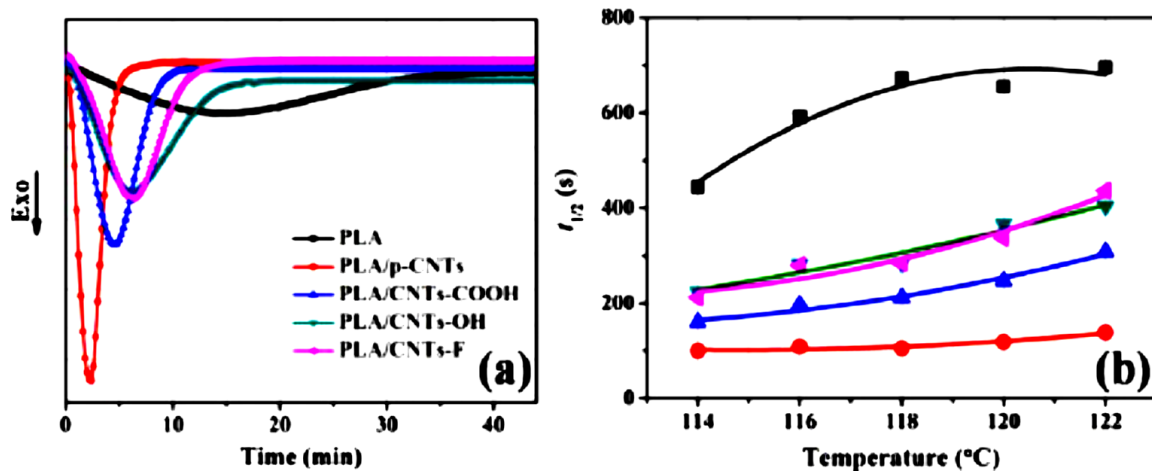 Exo
PLA
PLA/p-CNTs
PLA/CNTs-COOH
PLA/CNTs-OH
PLA/CNTs-F
(a)
0 10 20 30 40
Time (min)
800
600
400
200
0
t1/2 (s)
(b)
114 116 118 120 122
Temperature (°C)